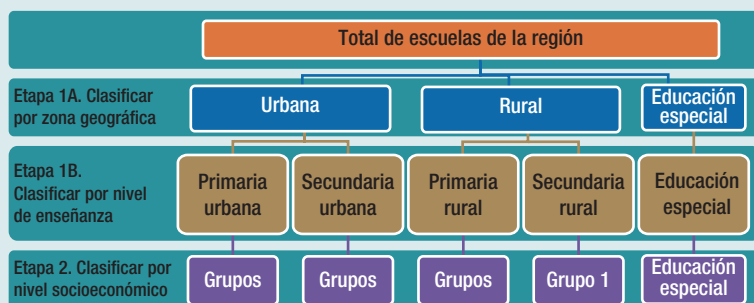 Total de escuelas de la región
Etapa 1A. Clasificar
por zona geográfica
Urbana
Rural
Educación
especial
Etapa 1B.
Clasificar por nivel
de enseñanza
Primaria
urbana
Secundaria
urbana
Primaria
rural
Secundaria
rural
Educación
especial
Etapa 2. Clasificar por
nivel socioeconómico
Grupos
Grupos
Grupos
Grupo 1
Educación
especial